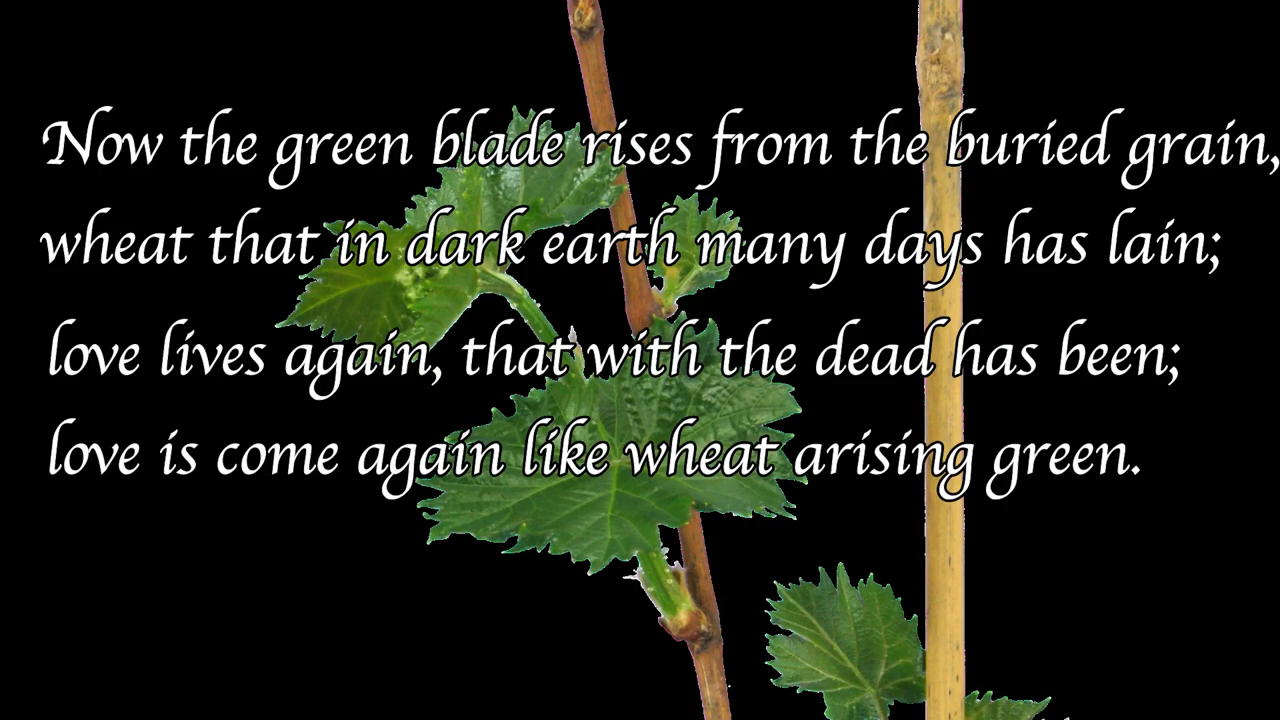 Now the green blade rises from the buried grain,
wheat that in dark earth many days has lain;
love lives again, that with the dead has been;
love is come again like wheat arising green.